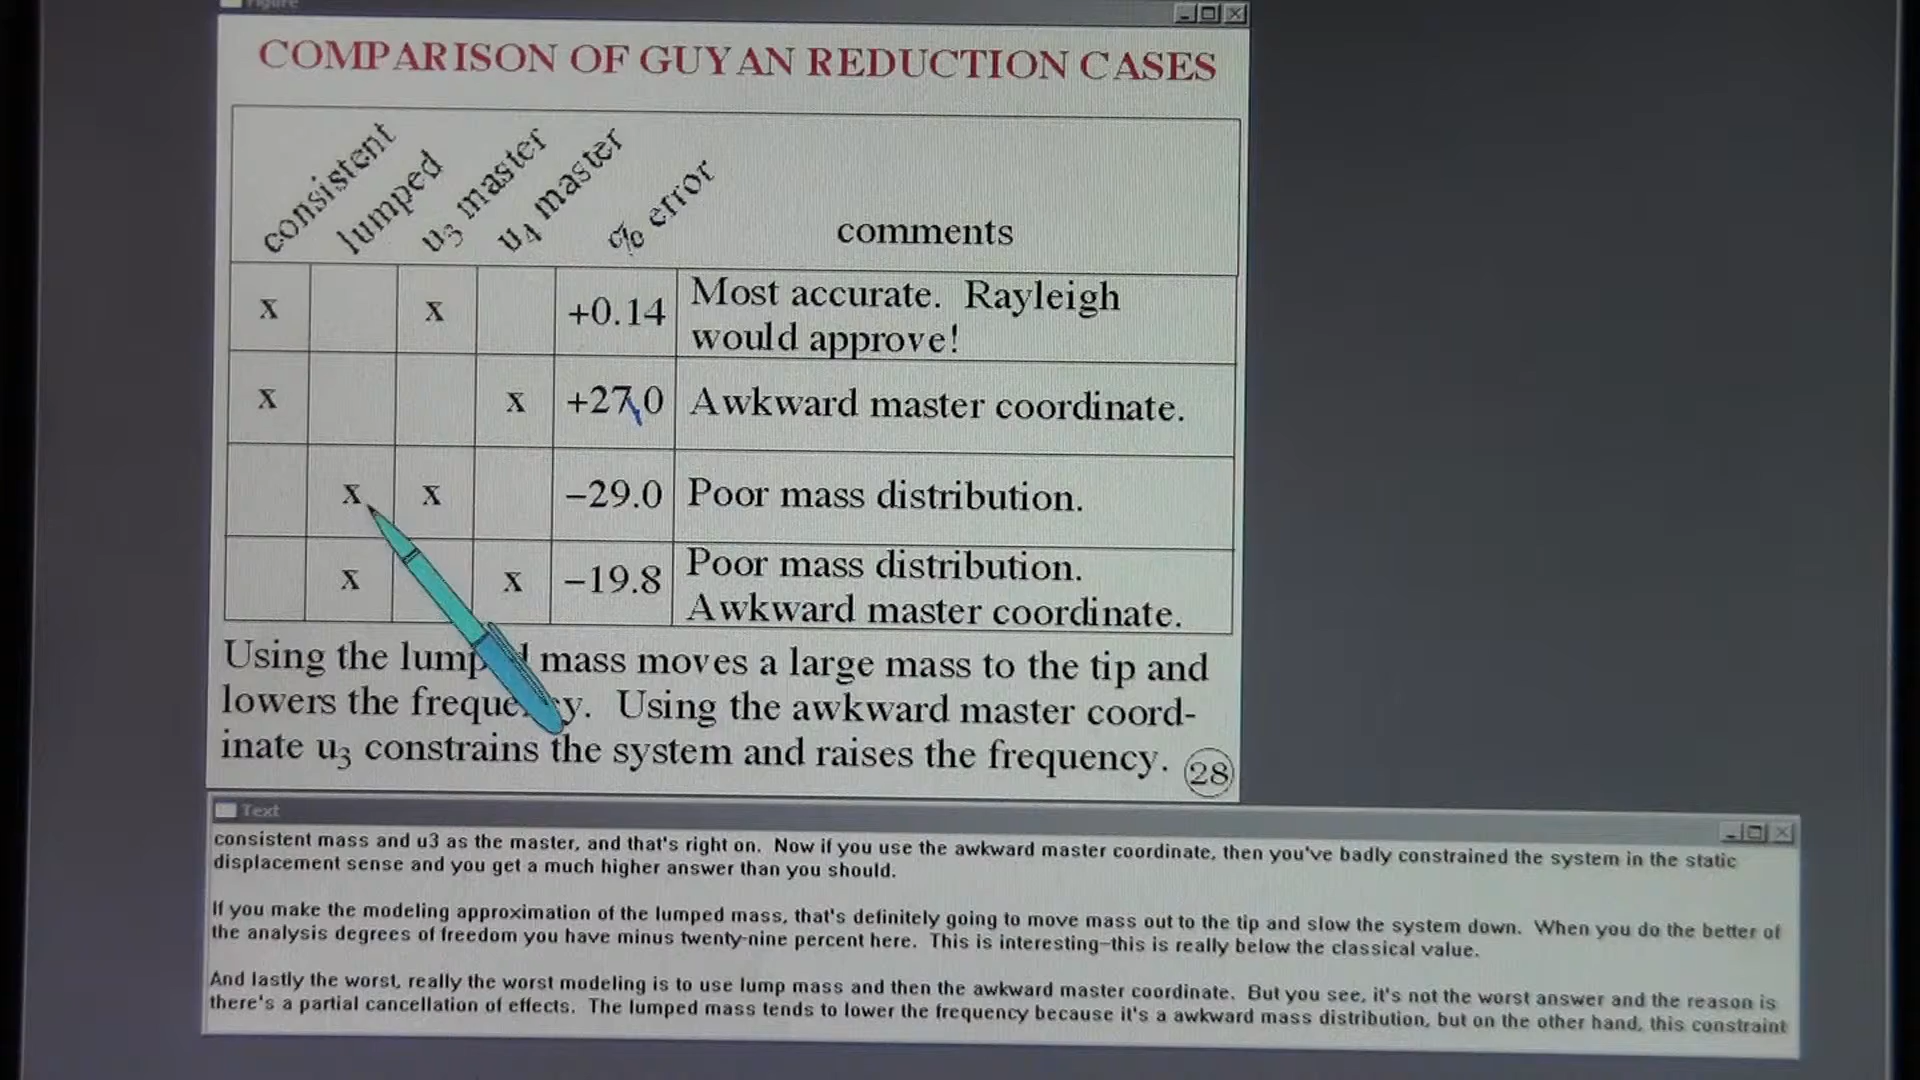 Figure
COMPARISON OF GUYAN REDUCTION CASES
consistent
lumped
u3 master
u4 master
% error
comments
x x +0.14 Most accurate. Rayleigh
would approve!
x x +27.0 Awkward master coordinate.
x x −29.0 Poor mass distribution.
x x −19.8 Poor mass distribution.
Awkward master coordinate.
Using the mass moves a large mass to the tip and
lowers the Using the awkward master coord-
inate u3 constrains the system and raises the frequency.
28
Text
consistent mass and u3 as the master, and that's right on. Now if you use the awkward master coordinate, then you've badly constrained the system in the static
displacement sense and you get a much higher answer than you should.
If you make the modeling approximation of the lumped mass, that's definitely going to move mass out to the tip and slow the system down. When you do the better of
the analysis degrees of freedom you have minus twenty-nine percent here. This is interesting—this is really below the classical value.
And lastly the worst, really the worst modeling is to use lump mass and then the awkward master coordinate. But you see, it's not the worst answer and the reason is
there's a partial cancellation of effects. The lumped mass tends to lower the frequency because it's a awkward mass distribution, but on the other hand, this constraint